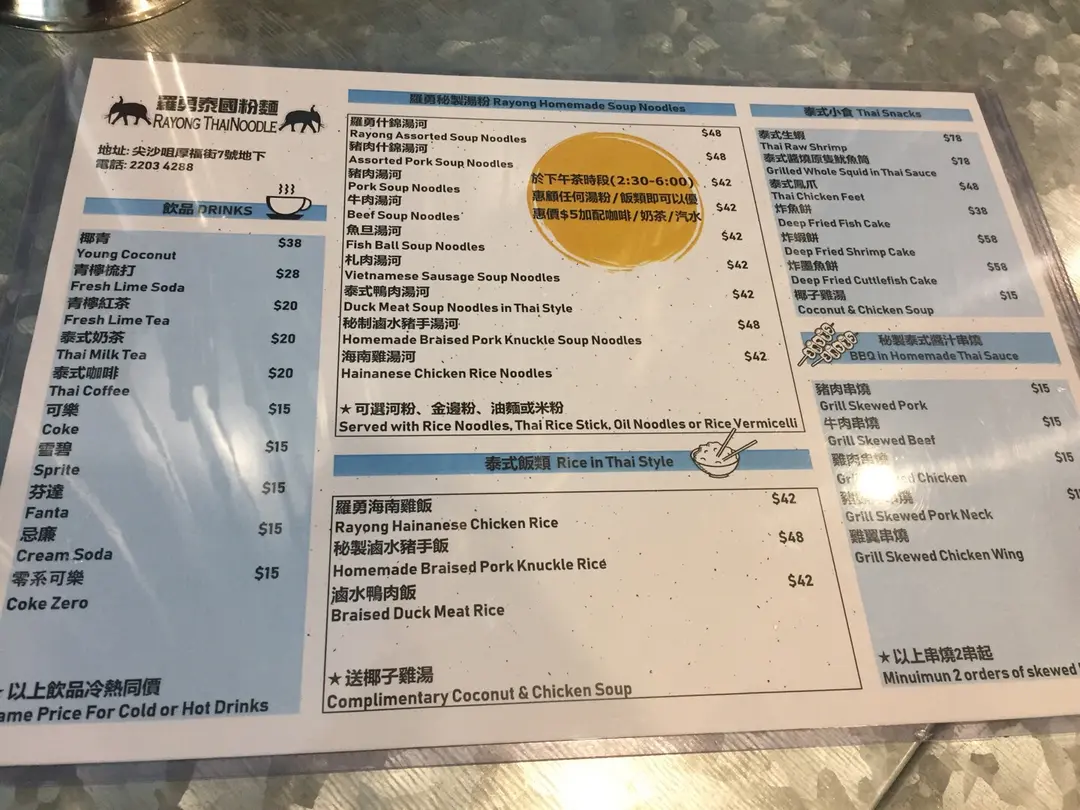 羅勇泰國粉麵
RAYONG THAINOODLE
地址: 尖沙咀厚福街7號地下
電話: 2203 4288
飲品 DRINKS
椰青 $38
Young Coconut
青檸梳打 $28
Fresh Lime Soda
青檸紅茶 $20
Fresh Lime Tea
泰式奶茶 $20
Thai Milk Tea
泰式咖啡 $20
Thai Coffee
可樂 $15
Coke
雪碧 $15
Sprite
芬達 $15
Fanta
忌廉 $15
Cream Soda
零系可樂 $15
Coke Zero
以上飲品冷熱同價
ame Price For Cold or Hot Drinks
羅勇秘製湯粉 Rayong Homemade Soup Noodles
羅勇什錦湯河 $48
Rayong Assorted Soup Noodles
豬肉什錦湯河 $48
Assorted Pork Soup Noodles
豬肉湯河 $42
Pork Soup Noodles
牛肉湯河 $42
Beef Soup Noodles
魚旦湯河 $42
Fish Ball Soup Noodles
札肉湯河 $42
Vietnamese Sausage Soup Noodles
泰式鴨肉湯河 $42
Duck Meat Soup Noodles in Thai Style
秘制滷水豬手湯河 $48
Homemade Braised Pork Knuckle Soup Noodles
海南雞湯河 $42
Hainanese Chicken Rice Noodles
★可選河粉、金邊粉、油麵或米粉
Served with Rice Noodles, Thai Rice Stick, Oil Noodles or Rice Vermicelli
於下午茶時段(2:30-6:00)
惠顧任何湯粉/飯類即可以優
惠價$5加配咖啡/奶茶/汽水
泰式飯類 Rice in Thai Style
羅勇海南雞飯 $42
Rayong Hainanese Chicken Rice
秘製滷水豬手飯 $48
Homemade Braised Pork Knuckle Rice
滷水鴨肉飯 $42
Braised Duck Meat Rice
★送椰子雞湯
Complimentary Coconut & Chicken Soup
泰式小食 Thai Snacks
泰式生蝦 $78
Thai Raw Shrimp
泰式醬燒原隻魷魚筒 $78
Grilled Whole Squid in Thai Sauce
泰式鳳爪 $48
Thai Chicken Feet
炸魚餅 $38
Deep Fried Fish Cake
炸蝦餅 $58
Deep Fried Shrimp Cake
炸墨魚餅 $58
Deep Fried Cuttlefish Cake
椰子雞湯 $15
Coconut & Chicken Soup
秘製泰式醬汁串燒
BBQ in Homemade Thai Sauce
豬肉串燒 $15
Grill Skewed Pork
牛肉串燒 $15
Grill Skewed Beef
雞肉串燒 $15
Chicken
串燒
Grill Skewed Pork Neck
雞翼串燒
Grill Skewed Chicken Wing
★以上串燒2串起
Minuimun 2 orders of skewed